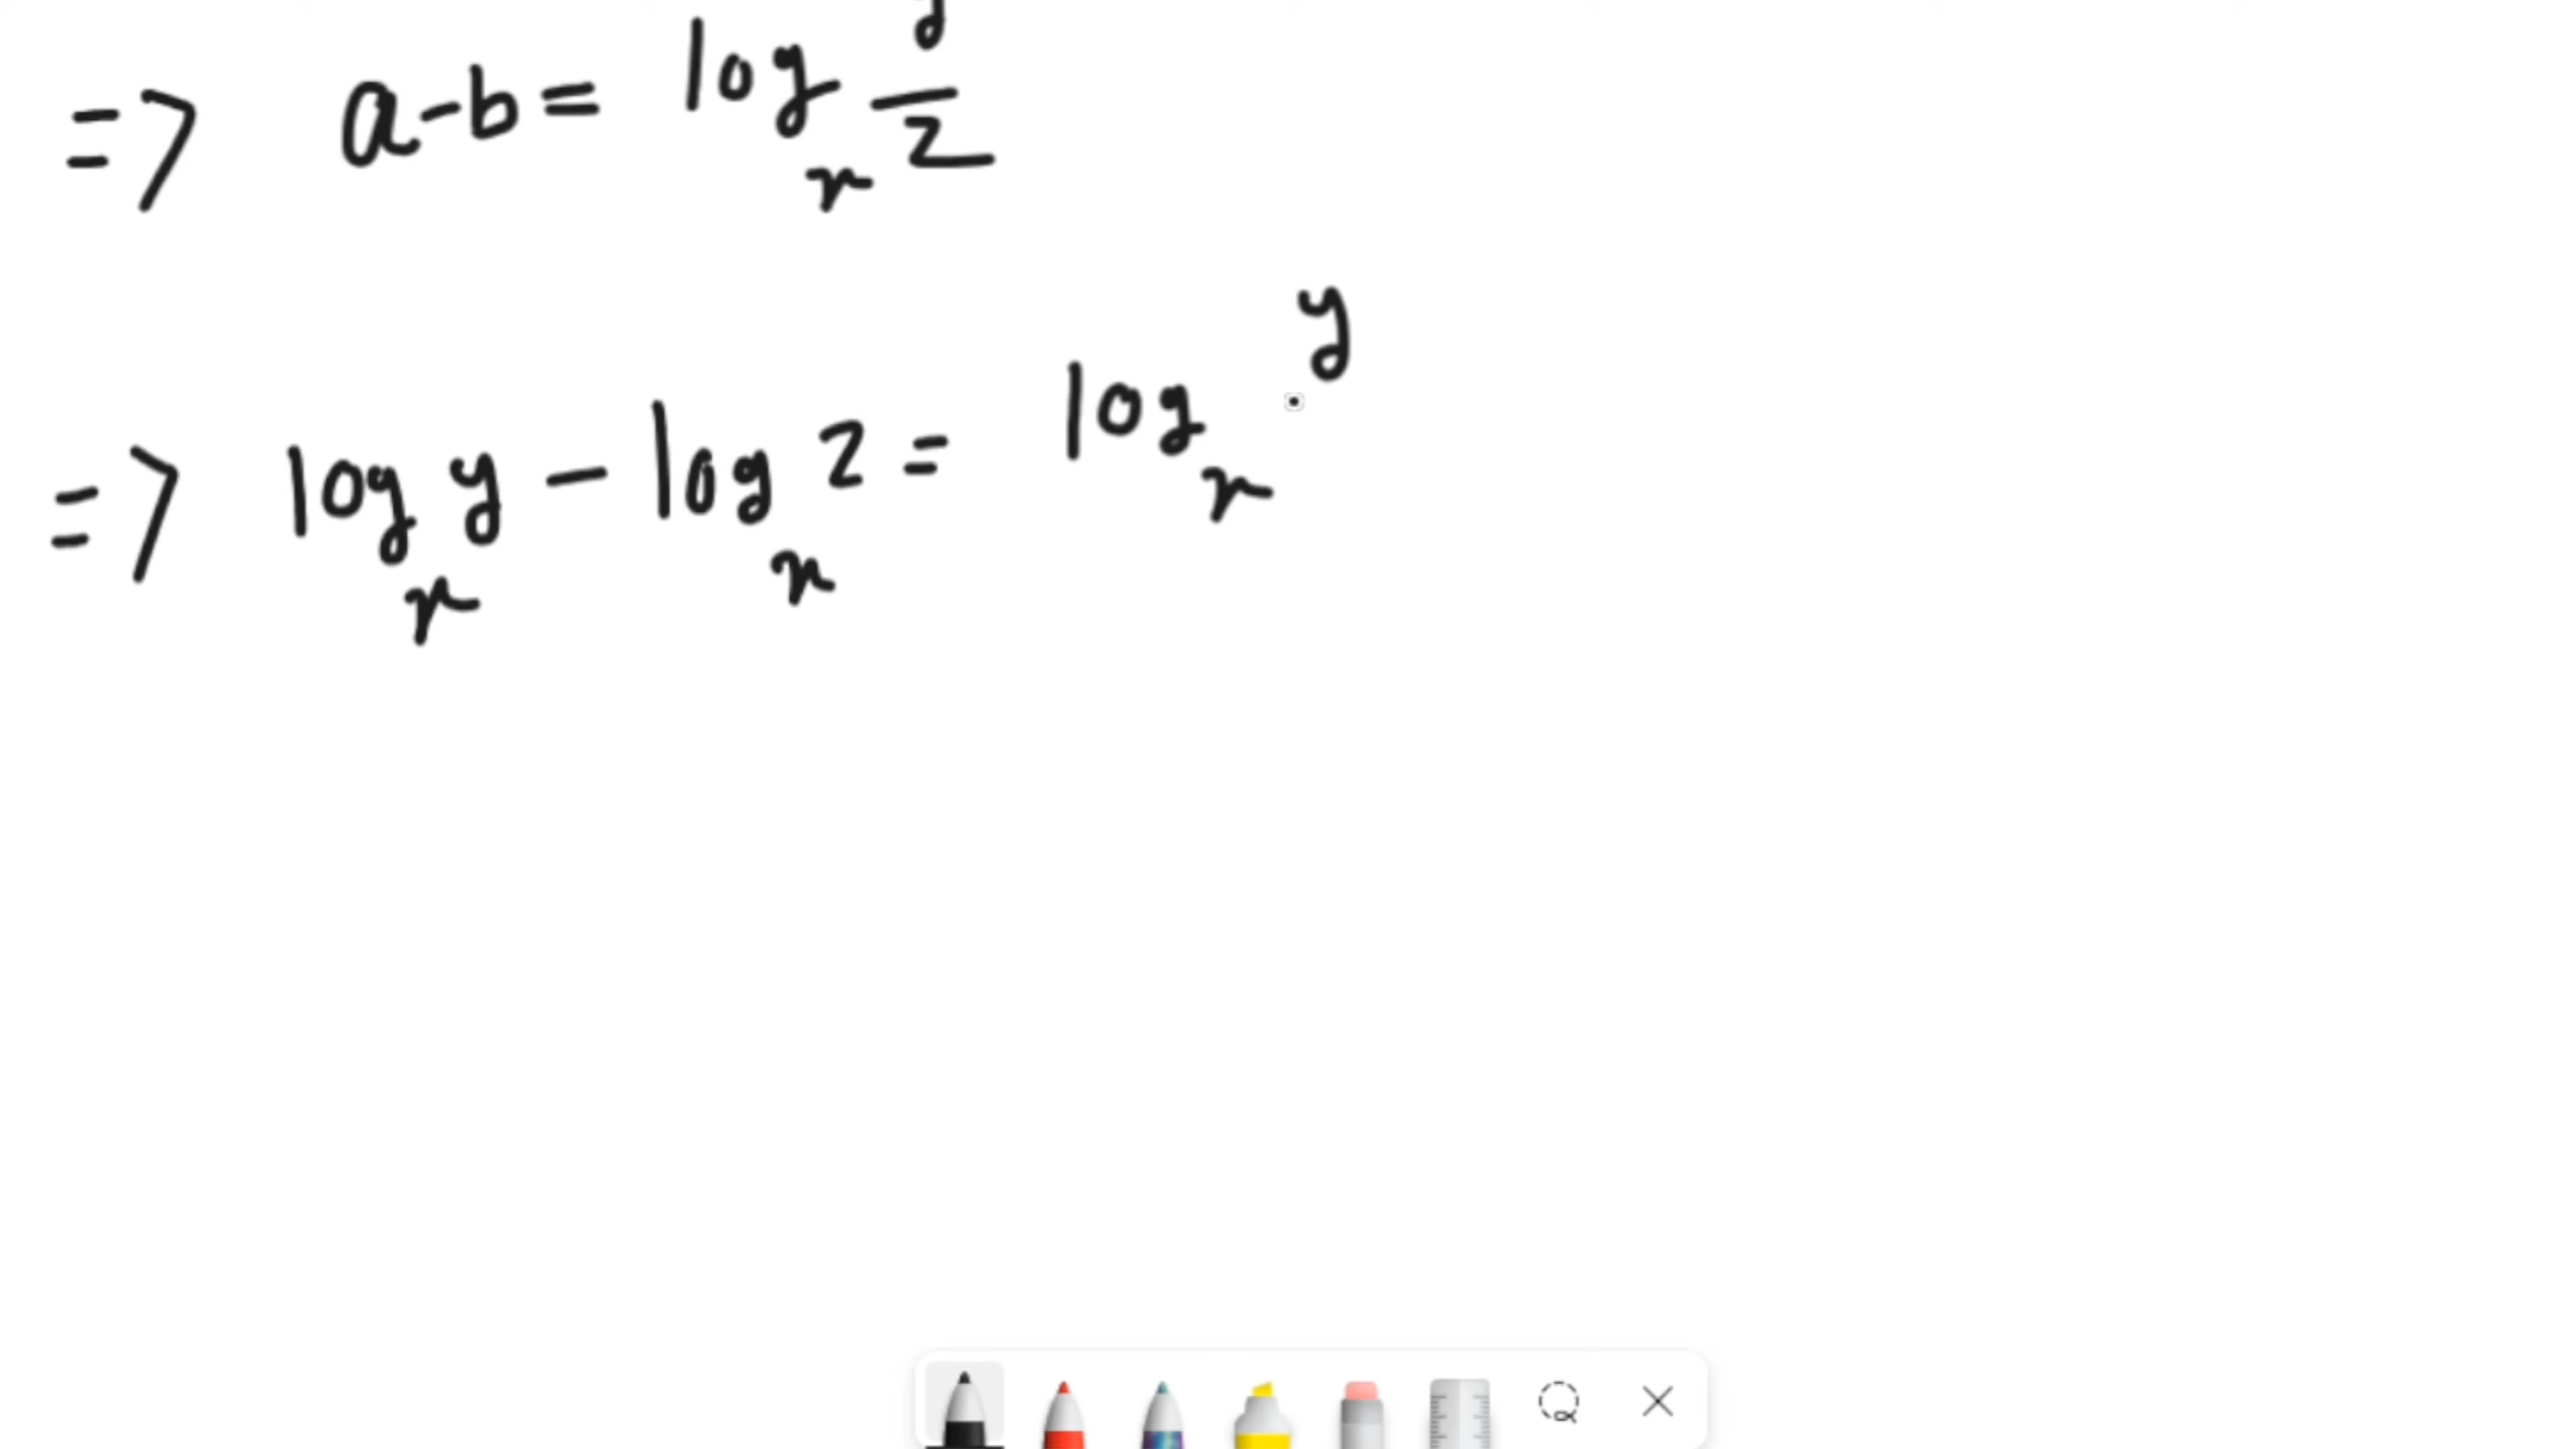 => a-b= log_x y/z
=> log_x y - log_x z = log_x y